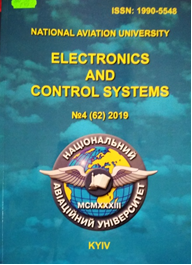 ISSN: 1990-5548
NATIONAL AVIATION UNIVERSITY
ELECTRONICS
AND
CONTROL SYSTEMS
№4 (62) 2019
НАЦІОНАЛЬНИЙ
MCMXXXIII
АВІАЦІЙНИЙ УНІВЕРСИТЕТ
KYIV